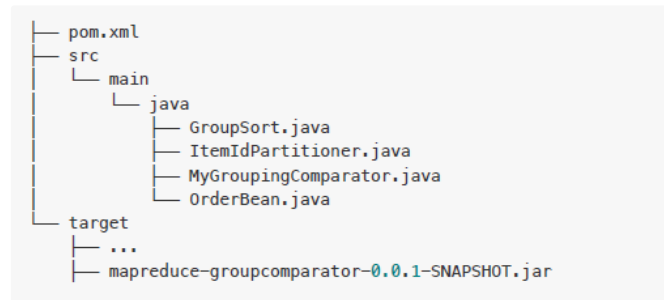 ├── pom.xml
├── src
│   └── main
│       └── java
│           ├── GroupSort.java
│           ├── ItemIdPartitioner.java
│           ├── MyGroupingComparator.java
│           └── OrderBean.java
└── target
    ├── ...
    ├── mapreduce-groupcomparator-0.0.1-SNAPSHOT.jar